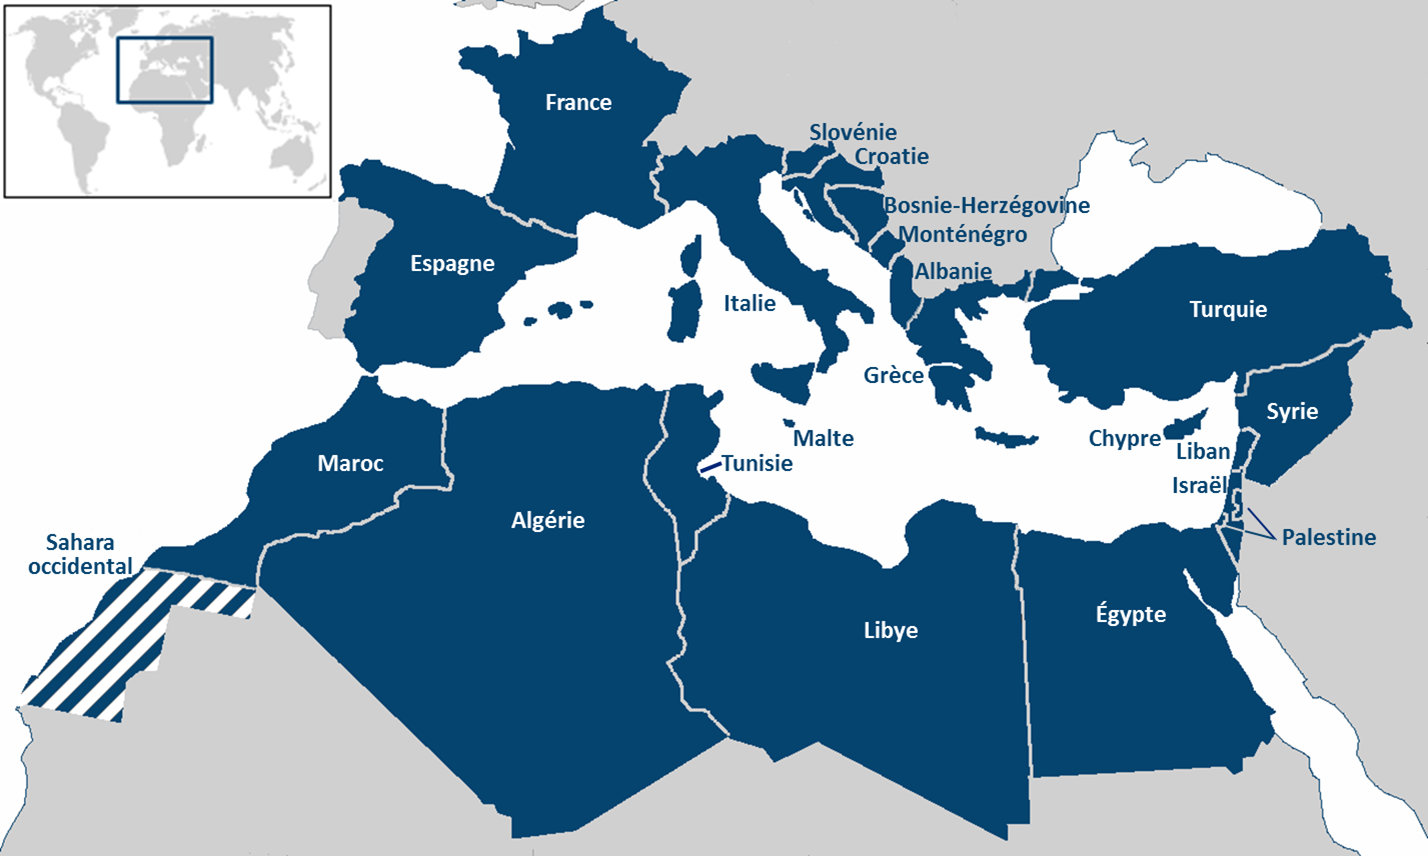 France
Slovénie
Croatie
Bosnie-Herzégovine
Monténégro
Albanie
Espagne
Italie
Turquie
Grèce
Syrie
Malte
Chypre
Liban
Maroc
Tunisie
Israël
Algérie
Palestine
Sahara
occidental
Libye
Égypte